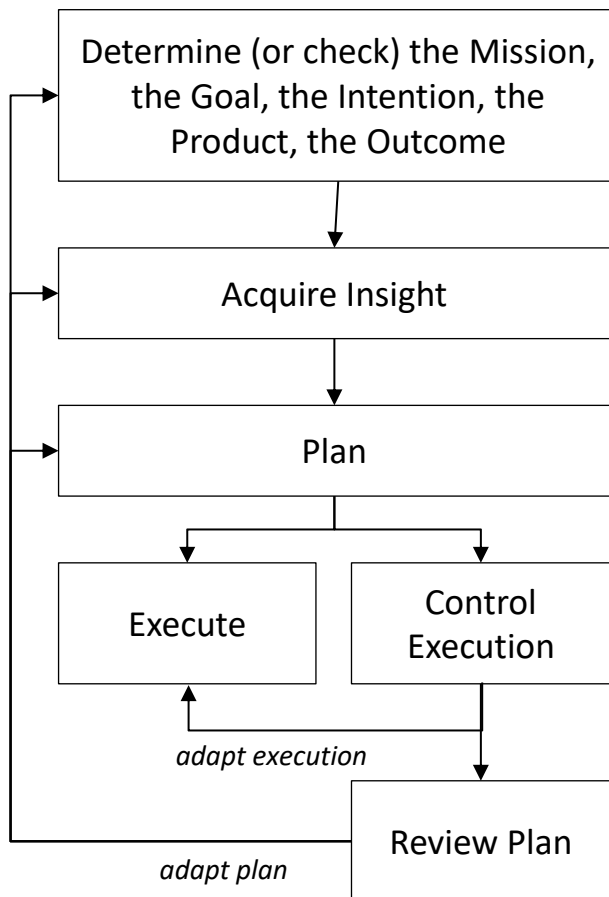 Determine (or check) the Mission,
the Goal, the Intention, the
Product, the Outcome
Acquire Insight
Plan
Execute
Control
Execution
adapt execution
Review Plan
adapt plan